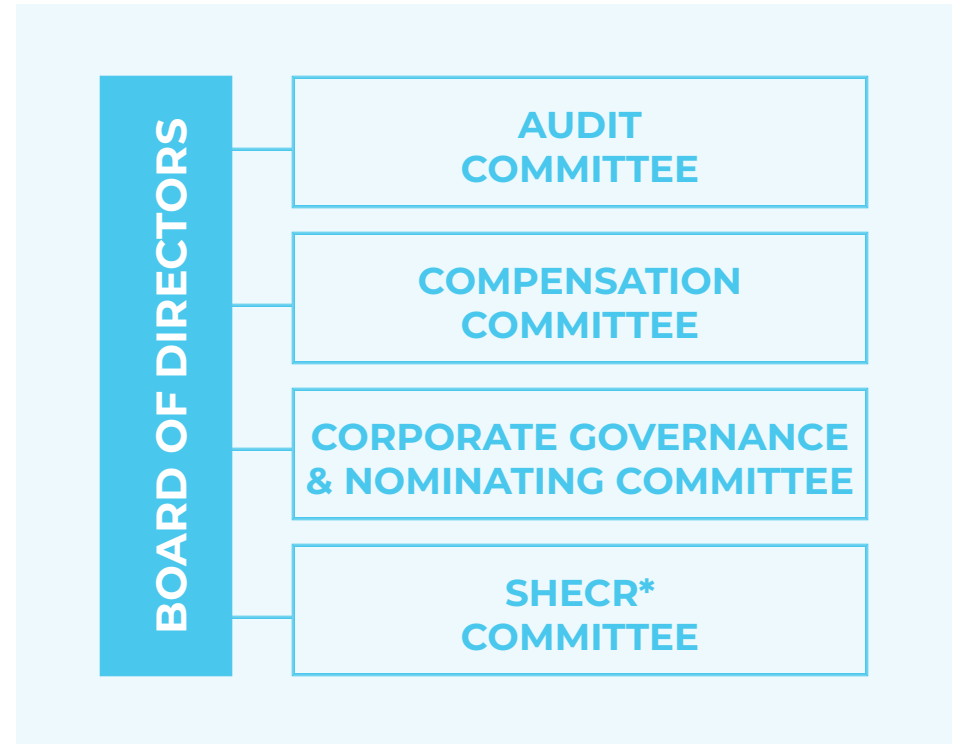 BOARD OF DIRECTORS
AUDIT
COMMITTEE
COMPENSATION
COMMITTEE
CORPORATE GOVERNANCE
& NOMINATING COMMITTEE
SHECR*
COMMITTEE